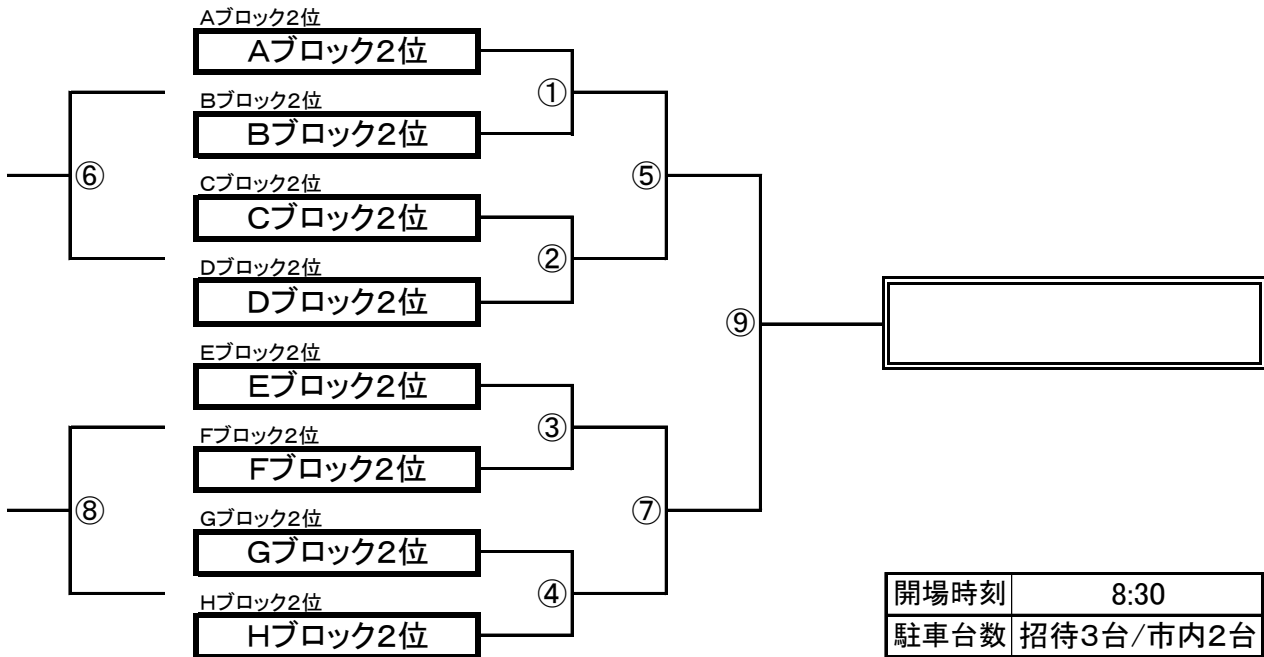 Aブロック2位
Aブロック2位
①
Bブロック2位
Bブロック2位
⑥
⑤
Cブロック2位
Cブロック2位
②
Dブロック2位
Dブロック2位
⑨
Eブロック2位
Eブロック2位
③
Fブロック2位
Fブロック2位
⑧
⑦
Gブロック2位
Gブロック2位
④
Hブロック2位
Hブロック2位
開場時刻 8:30
駐車台数 招待3台/市内2台